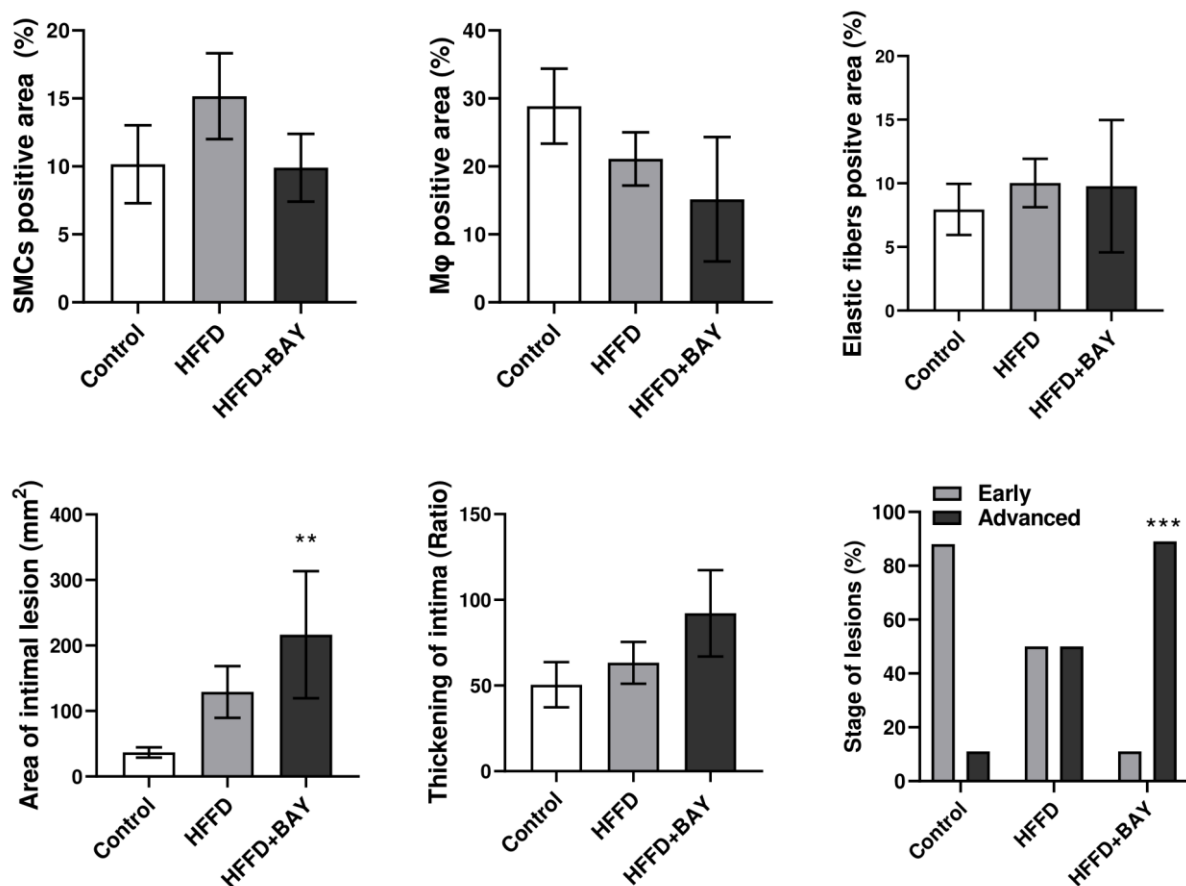 SMCs positive area (%)
20
15
10
5
0
Control
HFFD
HFFD+BAY
Mφ positive area (%)
40
30
20
10
0
Control
HFFD
HFFD+BAY
Elastic fibers positve area (%)
20
15
10
5
0
Control
HFFD
HFFD+BAY
Area of intimal lesion (mm²)
400
300
200
100
0
**
Control
HFFD
HFFD+BAY
Thickening of intima (Ratio)
150
100
50
0
Control
HFFD
HFFD+BAY
Early
Advanced
Stage of lesions (%)
100
80
60
40
20
0
***
Control
HFFD
HFFD+BAY